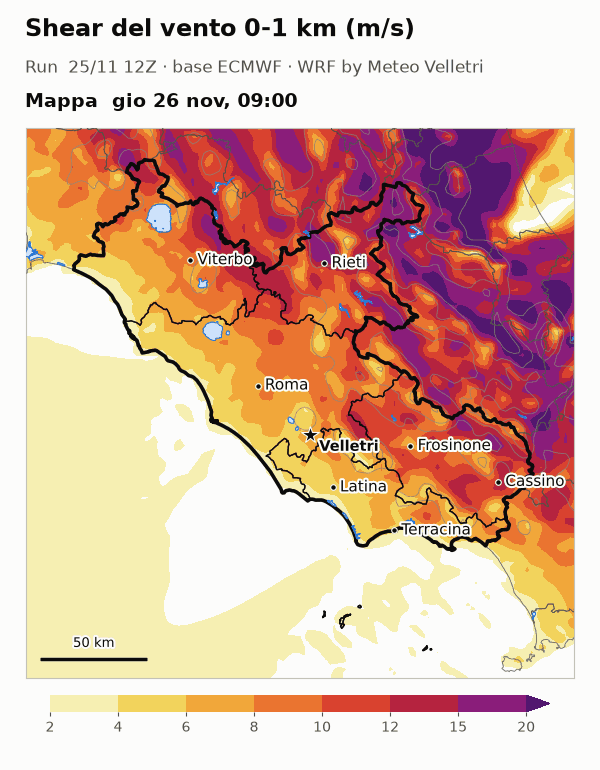 Shear del vento 0-1 km (m/s)
Run  25/11 12Z · base ECMWF · WRF by Meteo Velletri
Mappa  gio 26 nov, 09:00
Viterbo
Rieti
Roma
Velletri
Frosinone
Latina
Cassino
Terracina
50 km
2 4 6 8 10 12 15 20